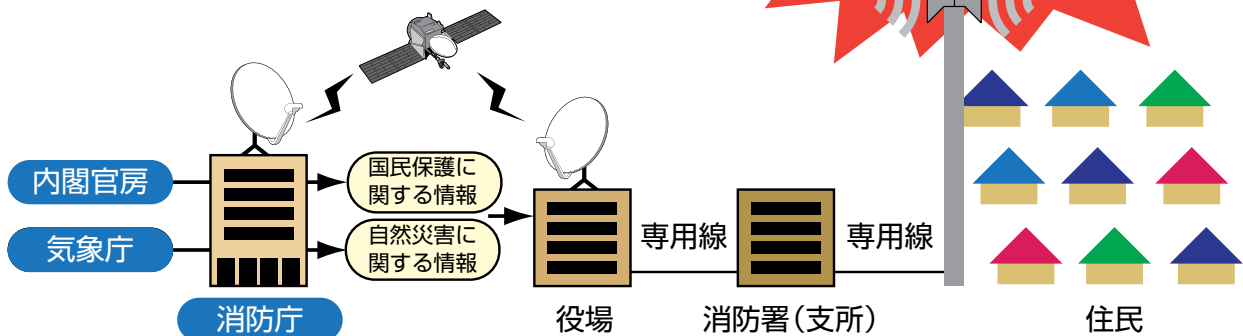 内閣官房
気象庁
消防庁
国民保護に
関する情報
自然災害に
関する情報
役場
専用線
消防署(支所)
専用線
住民